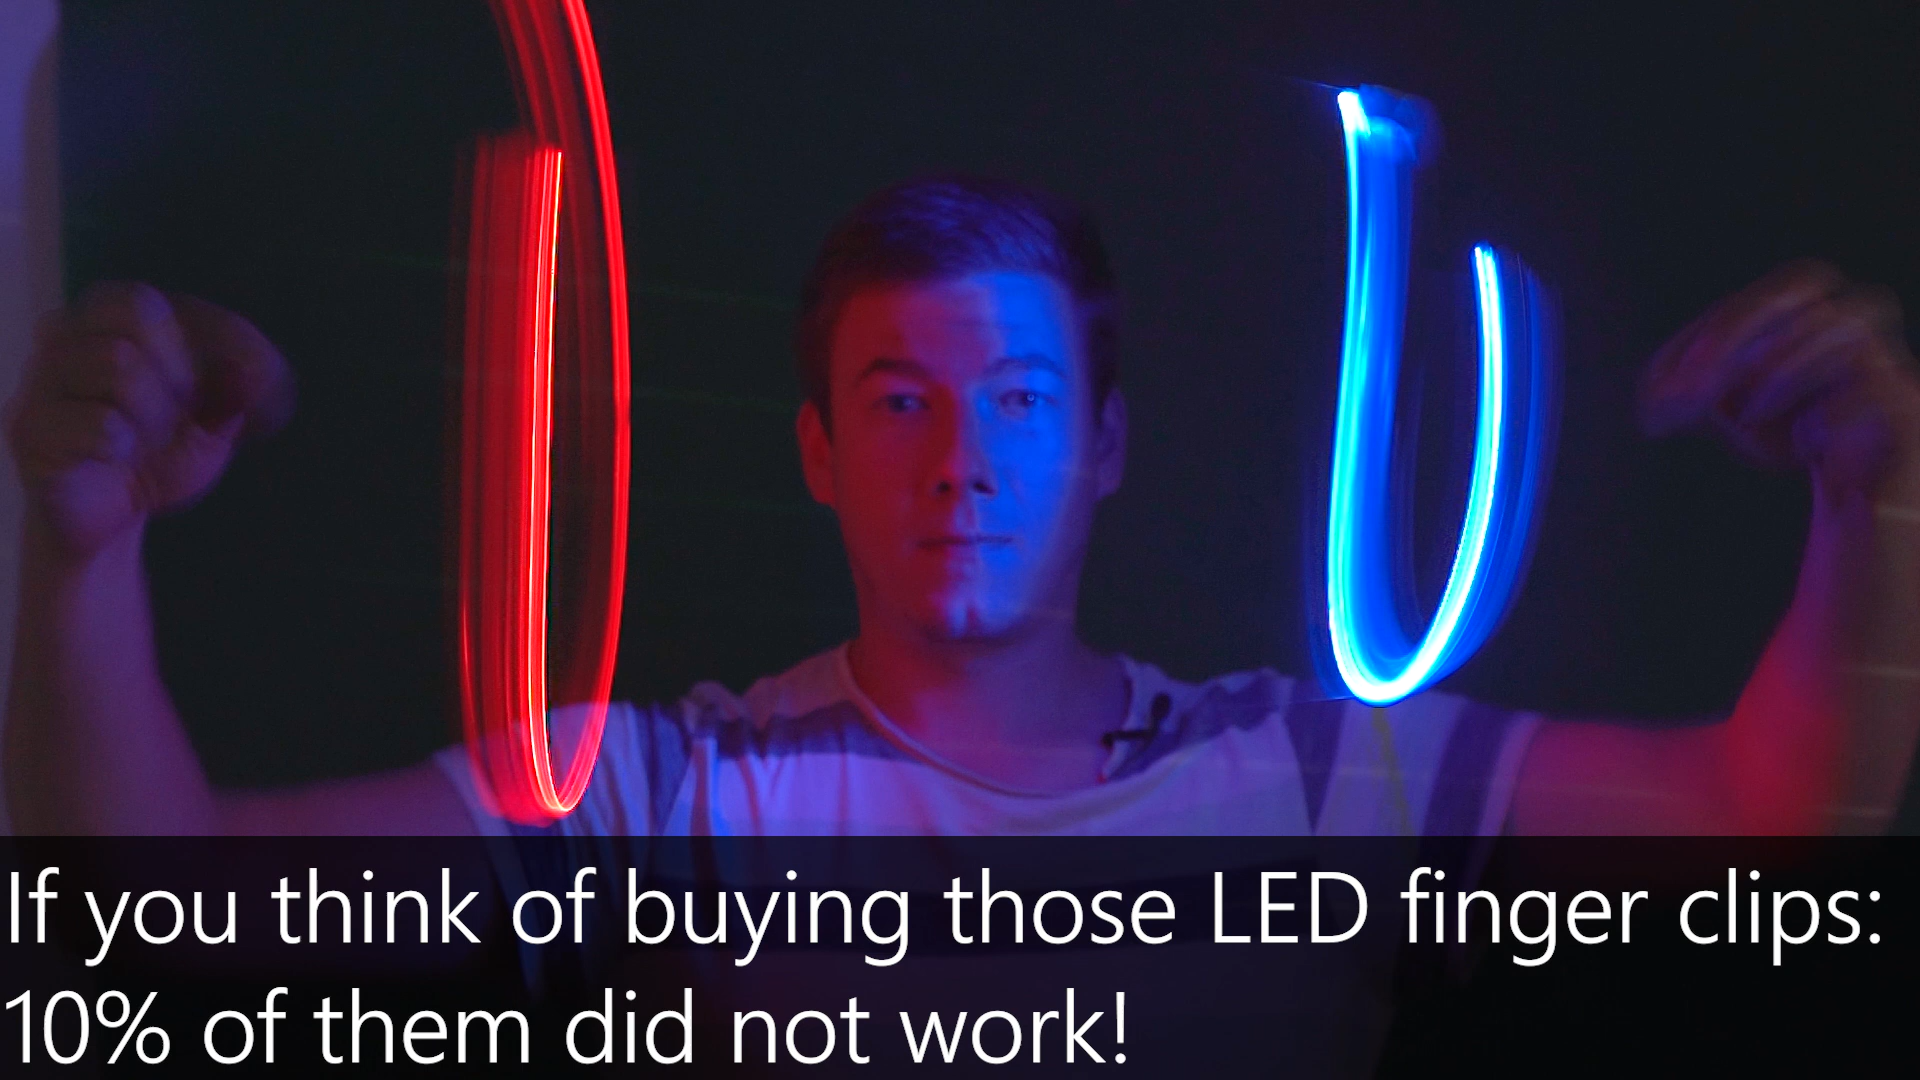 If you think of buying those LED finger clips:
10% of them did not work!